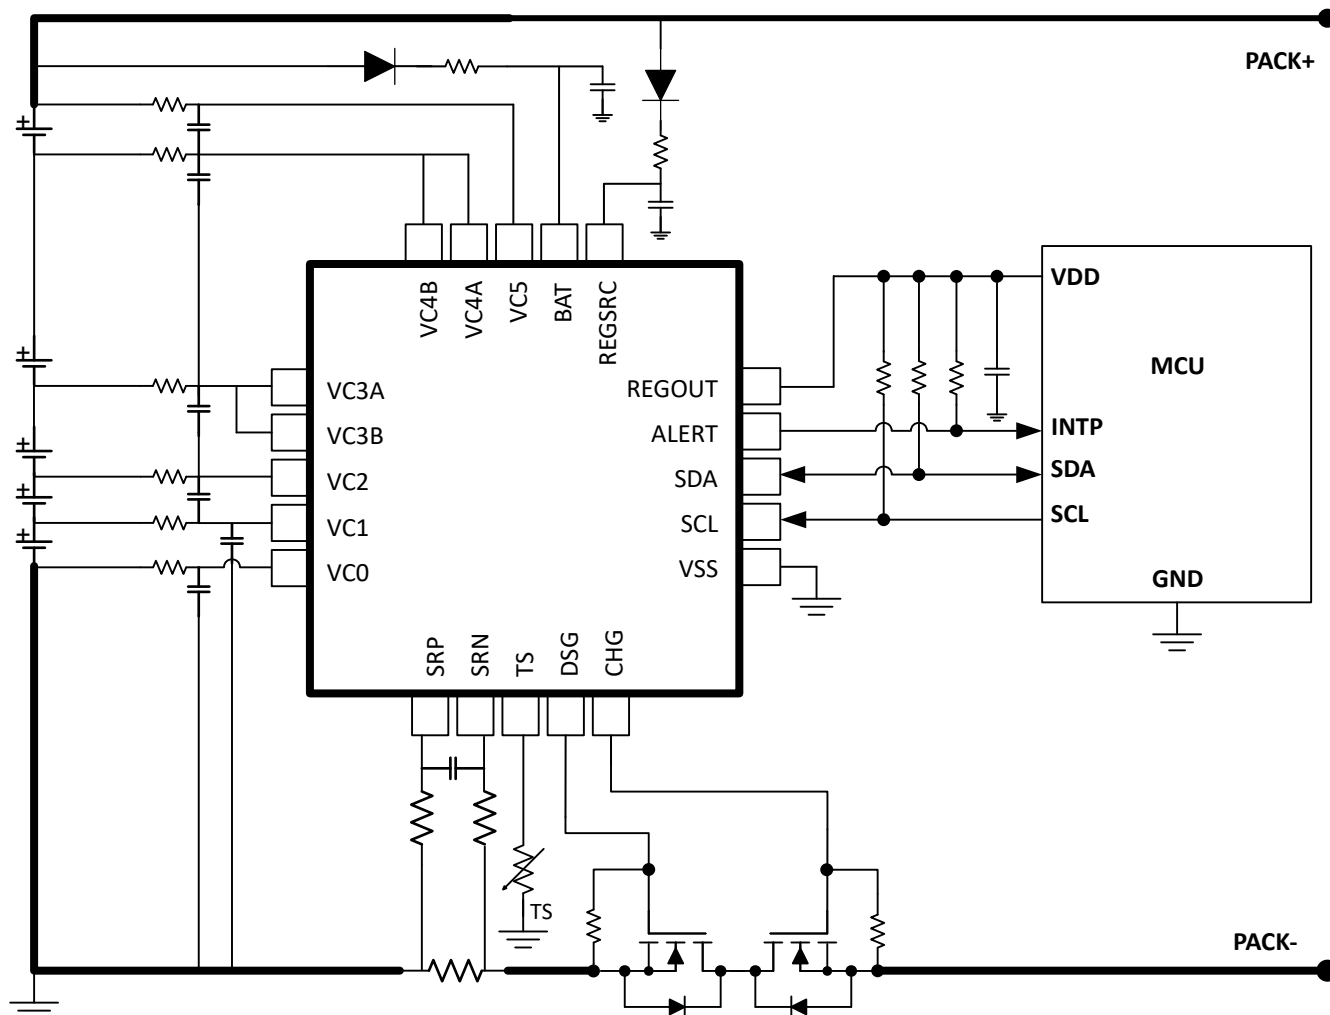 PACK+
VC4B
VC4A
VC5
BAT
REGSRC
VDD
MCU
VC3A
REGOUT
VC3B
ALERT
INTP
VC2
SDA
SDA
VC1
SCL
SCL
VC0
VSS
GND
SRP
SRN
TS
DSG
CHG
TS
PACK-